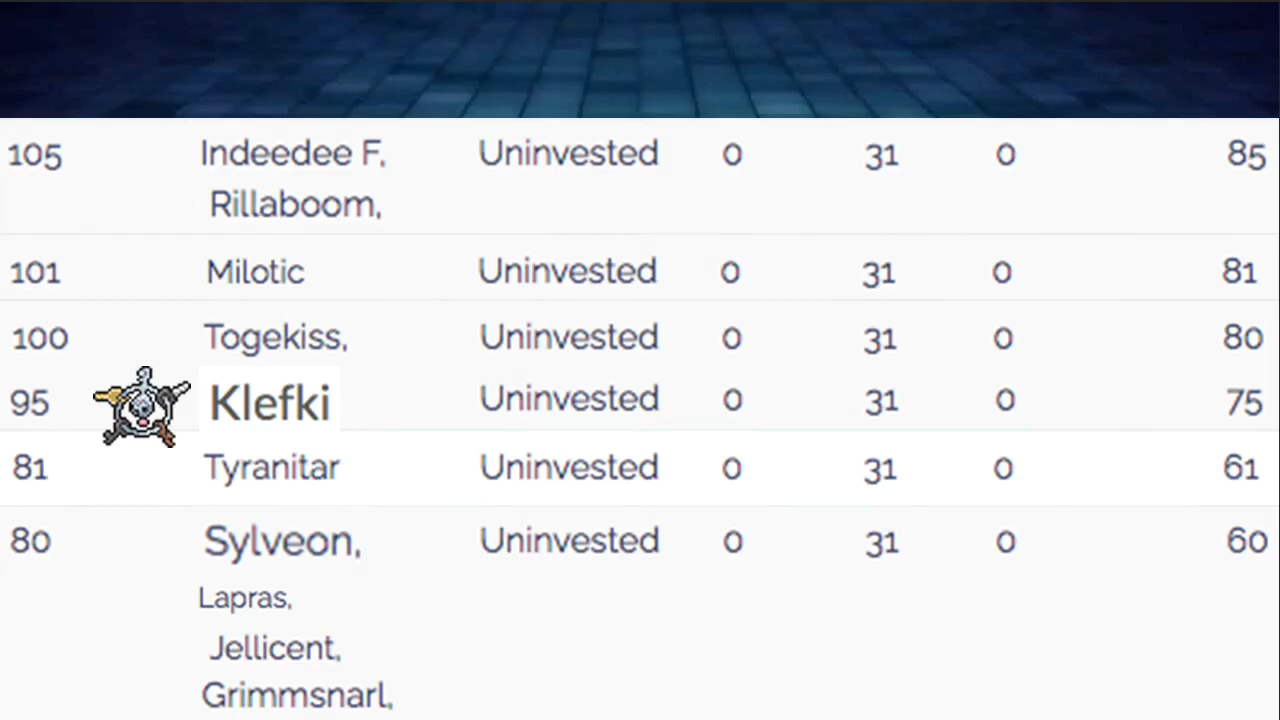 105 Indeedee F, Uninvested 0 31 0 85
Rillaboom,
101 Milotic Uninvested 0 31 0 81
100 Togekiss, Uninvested 0 31 0 80
95 Klefki Uninvested 0 31 0 75
81 Tyranitar Uninvested 0 31 0 61
80 Sylveon, Uninvested 0 31 0 60
Lapras,
Jellicent,
Grimmsnarl,